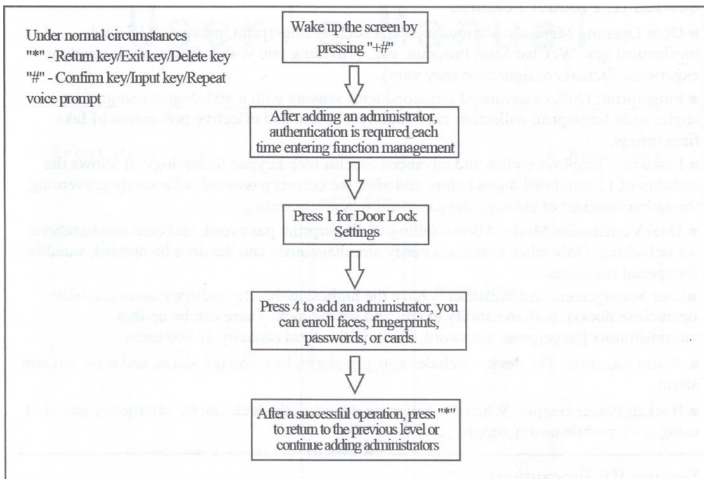 Under normal circumstances
"*" - Return key/Exit key/Delete key
"#" - Confirm key/Input key/Repeat
voice prompt
Wake up the screen by
pressing "+#"
After adding an administrator,
authentication is required each
time entering function management
Press 1 for Door Lock
Settings
Press 4 to add an administrator; you
can enroll faces, fingerprints,
passwords, or cards.
After a successful operation, press "*"
to return to the previous level or
continue adding administrators